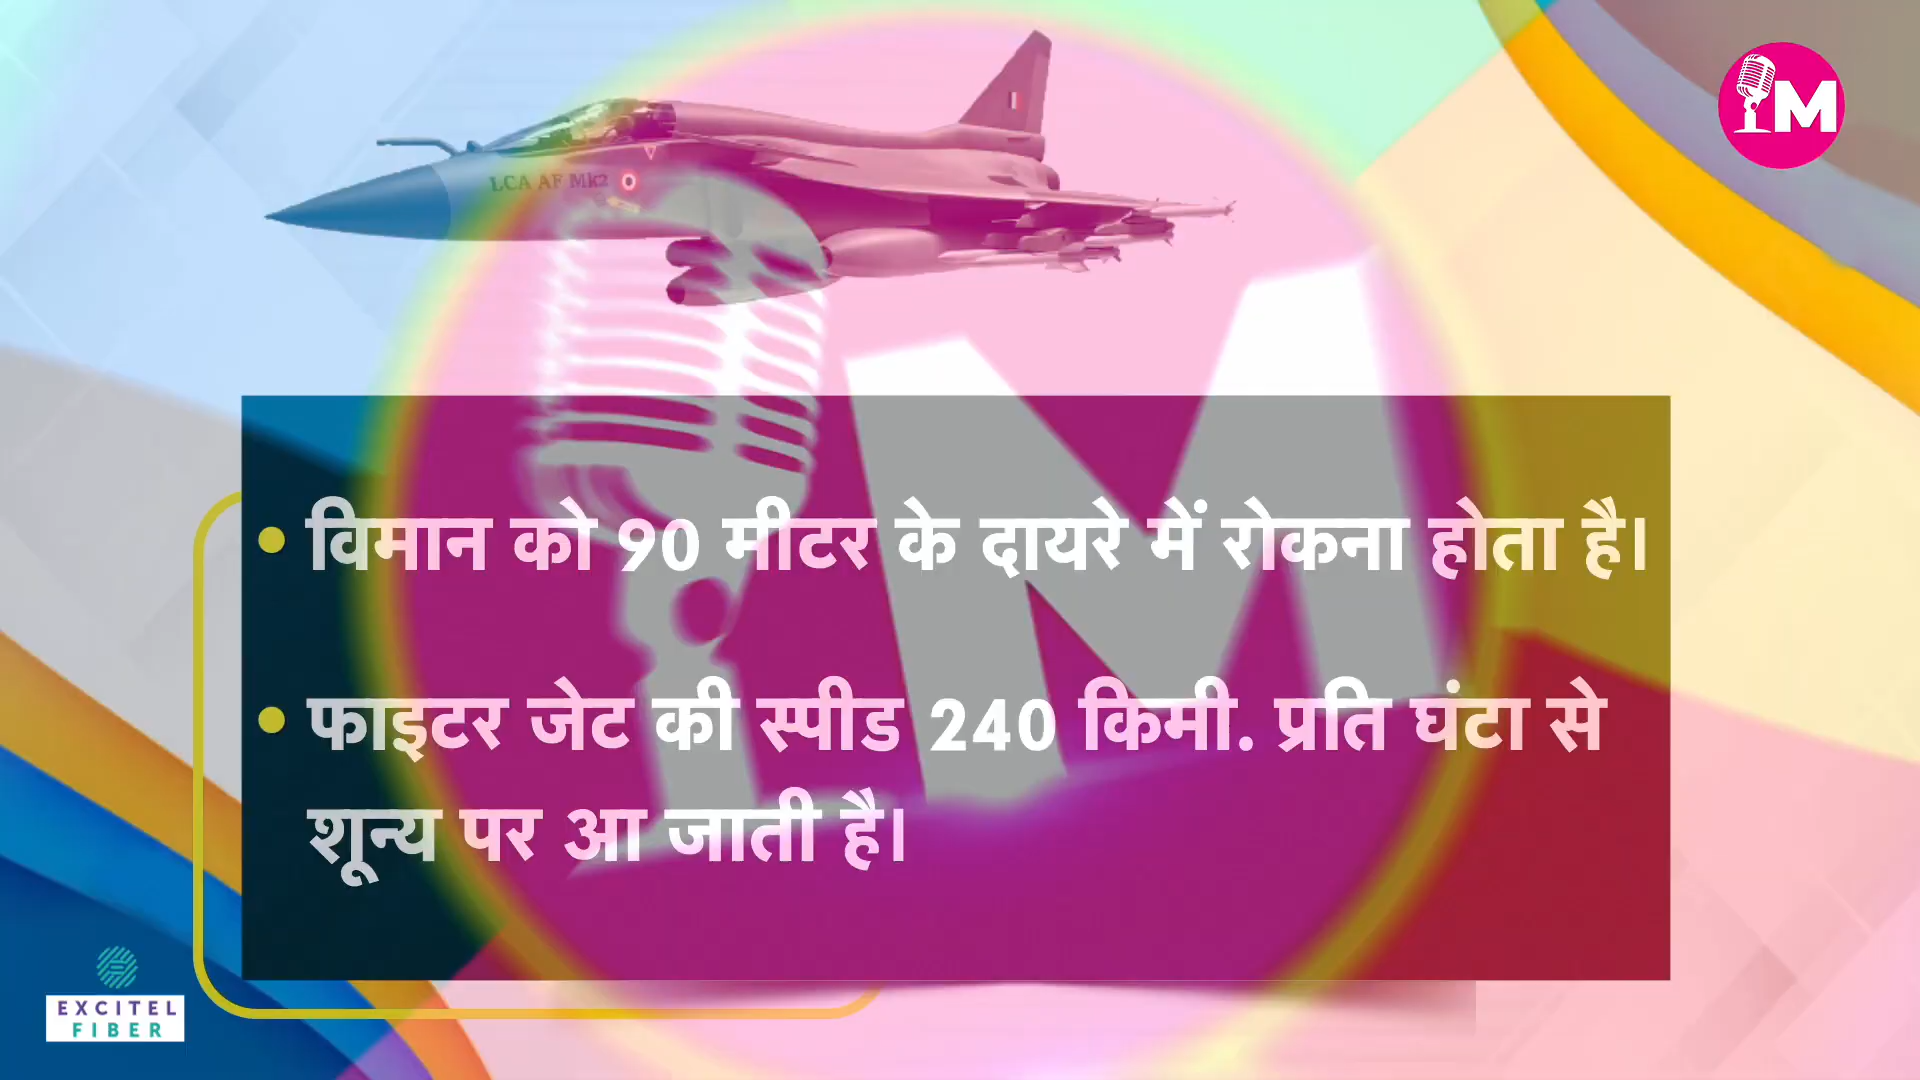 M
LCA AF Mk2
M
विमान को 90 मीटर के दायरे में रोकना होता है।
फाइटर जेट की स्पीड 240 किमी. प्रति घंटा से
शून्य पर आ जाती है।
EXCITEL
FIBER